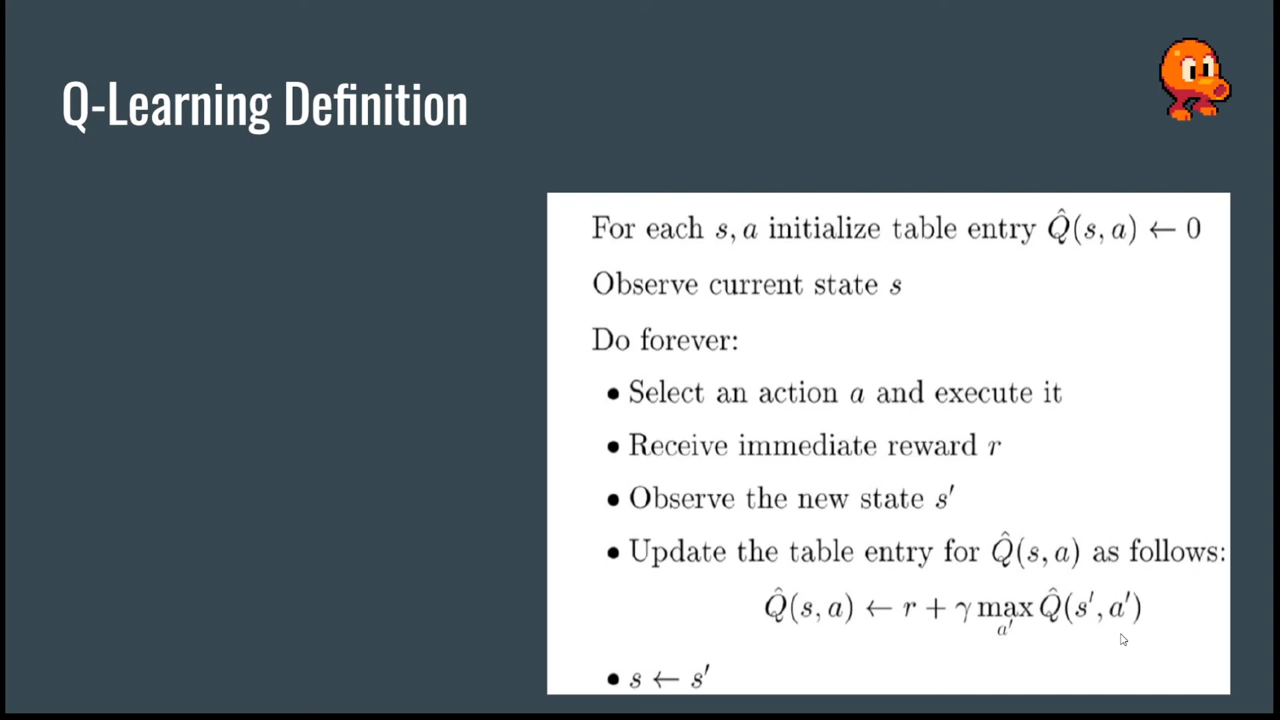 Q-Learning Definition
For each s, a initialize table entry Q̂(s, a) ← 0
Observe current state s
Do forever:
• Select an action a and execute it
• Receive immediate reward r
• Observe the new state s′
• Update the table entry for Q̂(s, a) as follows:
Q̂(s, a) ← r + γ max Q̂(s′, a′)
a′
• s ← s′